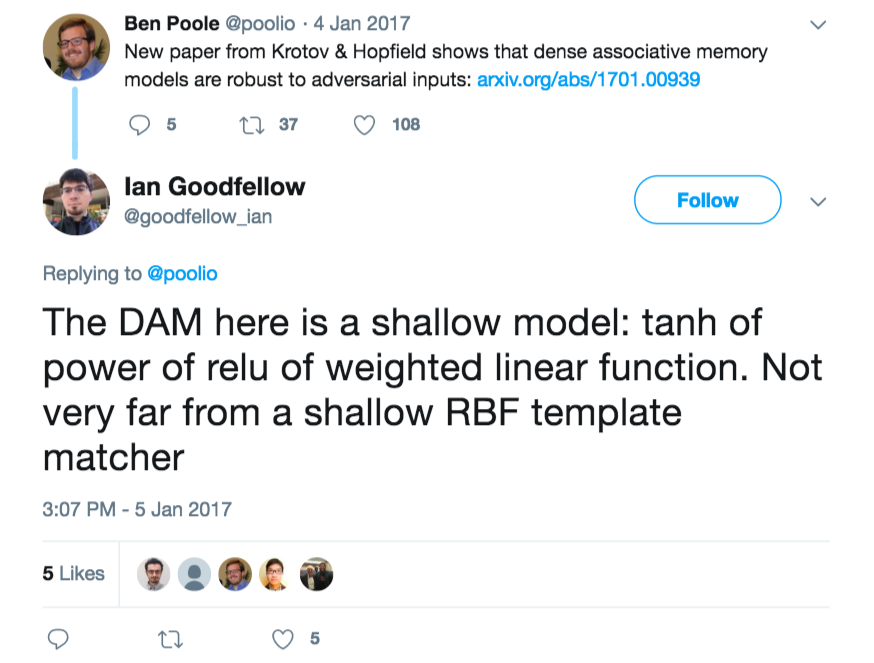 Ben Poole @poolio · 4 Jan 2017
New paper from Krotov & Hopfield shows that dense associative memory
models are robust to adversarial inputs: arxiv.org/abs/1701.00939
5 37 108
Ian Goodfellow
@goodfellow_ian
Follow
Replying to @poolio
The DAM here is a shallow model: tanh of
power of relu of weighted linear function. Not
very far from a shallow RBF template
matcher
3:07 PM - 5 Jan 2017
5 Likes
5